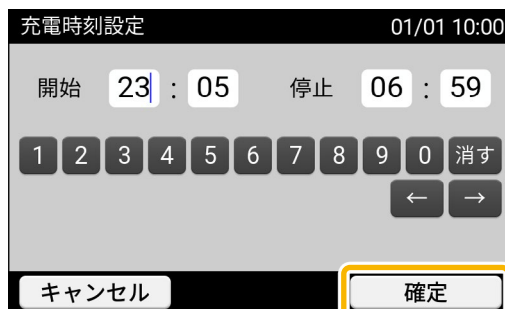 充電時刻設定 01/01 10:00
開始 23 : 05 停止 06 : 59
1 2 3 4 5 6 7 8 9 0 消す
← →
キャンセル 確定